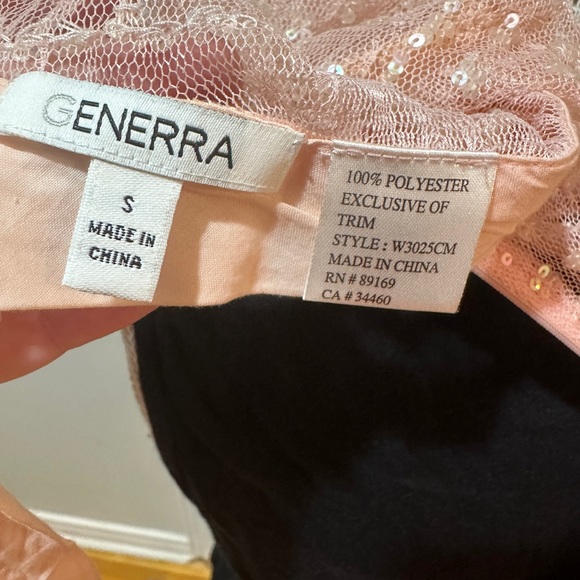 GENERRA
S
MADE IN
CHINA
100% POLYESTER
EXCLUSIVE OF
TRIM
STYLE : W3025CM
MADE IN CHINA
RN # 89169
CA # 34460